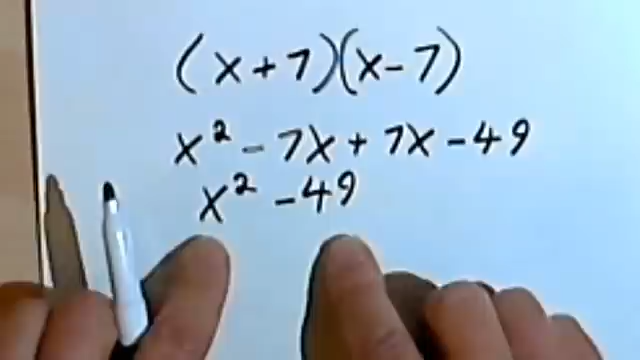 (x+7)(x-7)
x² - 7x + 7x - 49
x² - 49